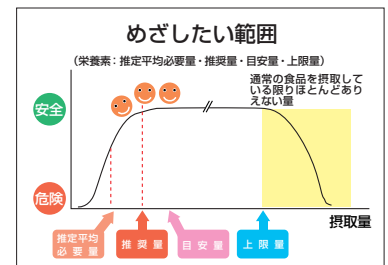 めざしたい範囲
(栄養素：推定平均必要量・推奨量・目安量・上限量)
通常の食品を摂取して
いる限りほとんどあり
えない量
安全
危険
摂取量
推定平均
必要量
推奨量
目安量
上限量